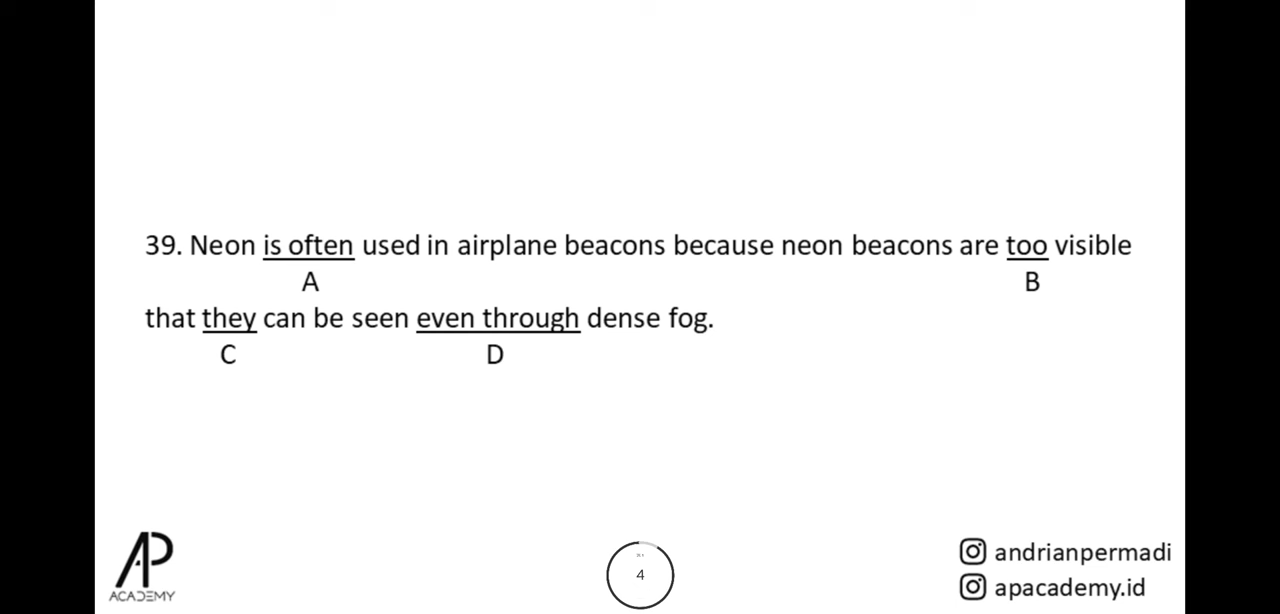 39. Neon is often used in airplane beacons because neon beacons are too visible
A B
that they can be seen even through dense fog.
C D
AP
ACADEMY
4
andrianpermadi
apacademy.id